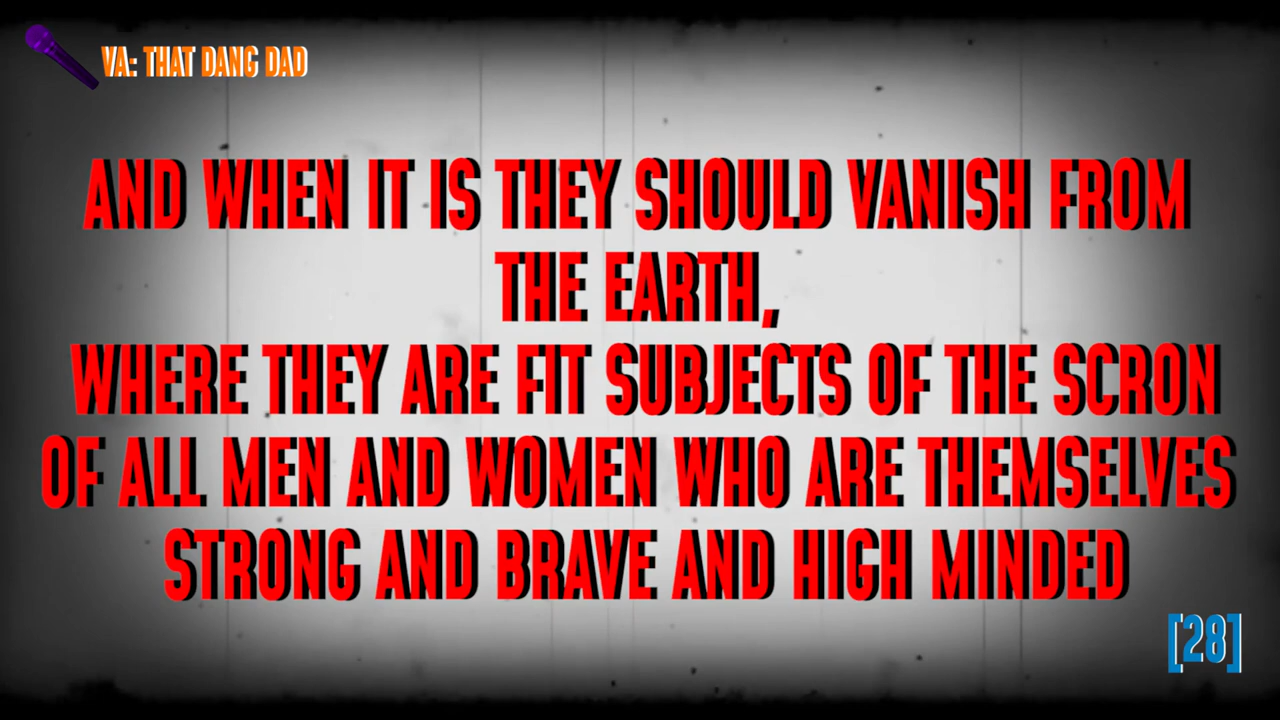 VA: THAT DANG DAD
AND WHEN IT IS THEY SHOULD VANISH FROM
THE EARTH,
WHERE THEY ARE FIT SUBJECTS OF THE SCRON
OF ALL MEN AND WOMEN WHO ARE THEMSELVES
STRONG AND BRAVE AND HIGH MINDED
[28]